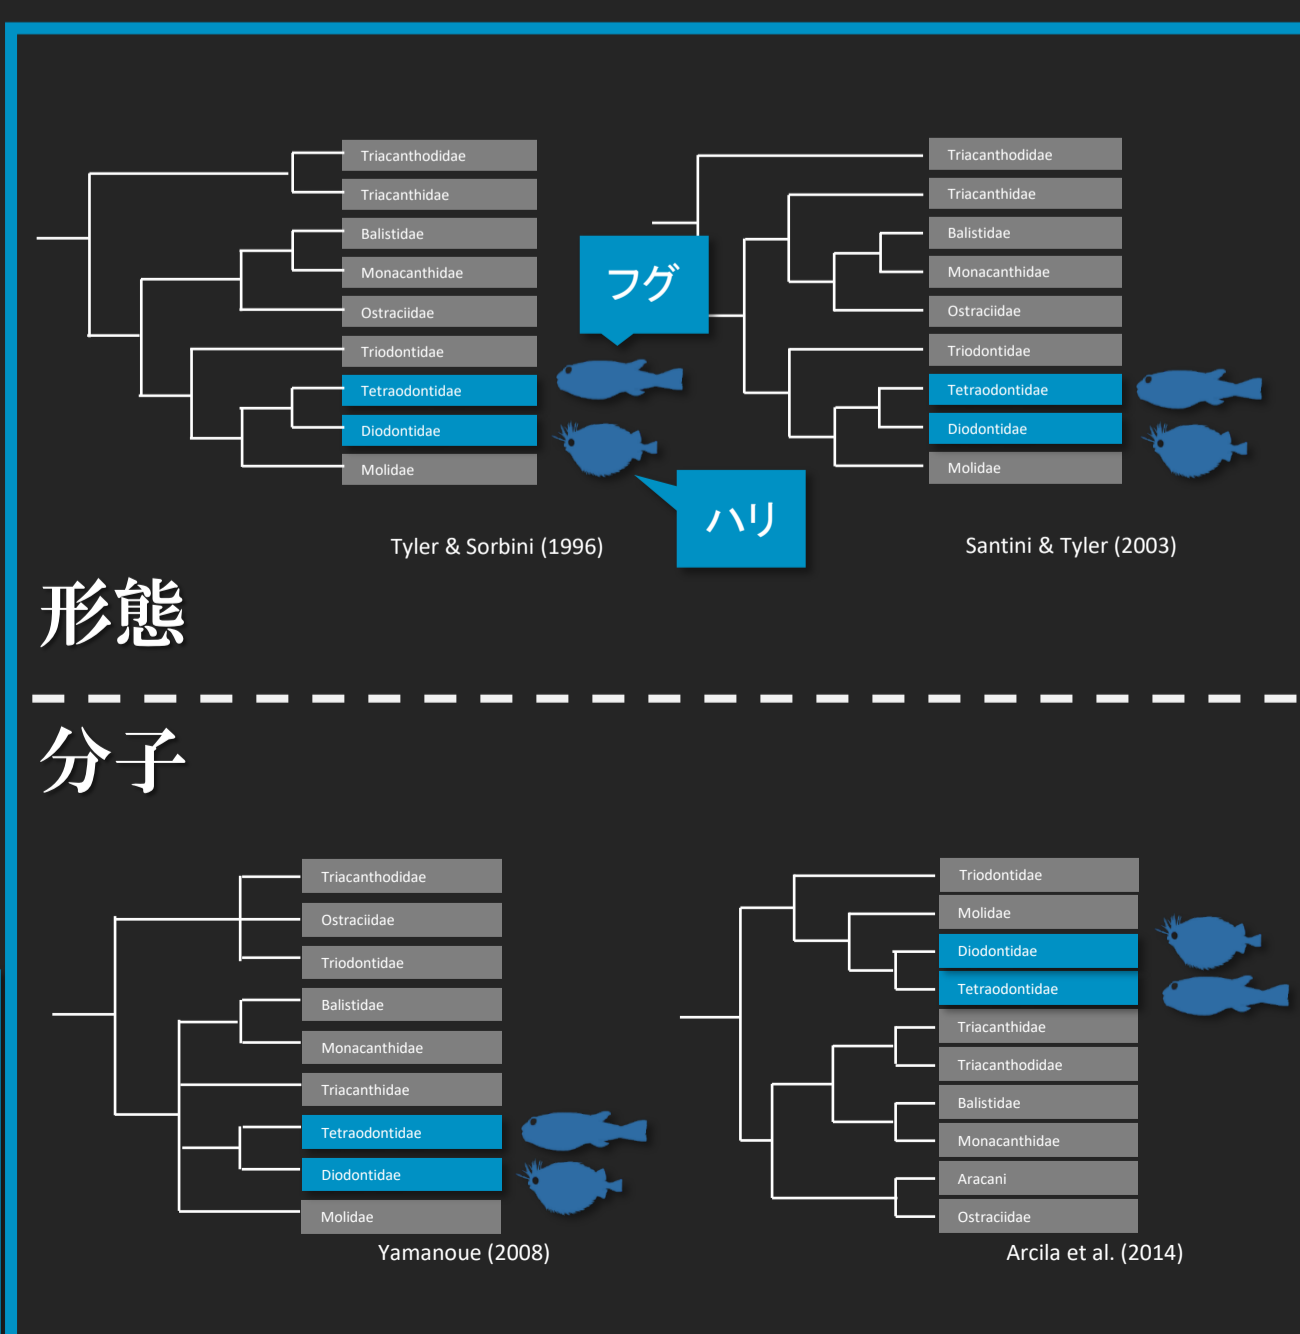 Triacanthodidae
Triacanthidae
Balistidae
Monacanthidae
Ostraciidae
Triodontidae
Tetraodontidae
Diodontidae
Molidae
フグ
ハリ
Tyler & Sorbini (1996)
Triacanthodidae
Triacanthidae
Balistidae
Monacanthidae
Ostraciidae
Triodontidae
Tetraodontidae
Diodontidae
Molidae
Santini & Tyler (2003)
形態
分子
Triacanthodidae
Ostraciidae
Triodontidae
Balistidae
Monacanthidae
Triacanthidae
Tetraodontidae
Diodontidae
Molidae
Yamanoue (2008)
Triodontidae
Molidae
Diodontidae
Tetraodontidae
Triacanthidae
Triacanthodidae
Balistidae
Monacanthidae
Aracani
Ostraciidae
Arcila et al. (2014)